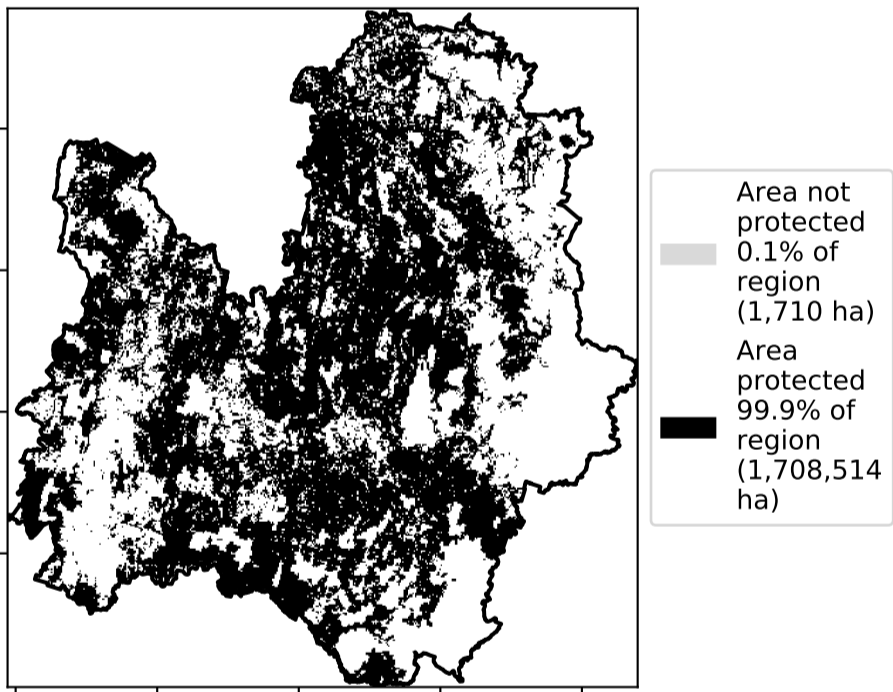 Area not
protected
0.1% of
region
(1,710 ha)
Area
protected
99.9% of
region
(1,708,514
ha)